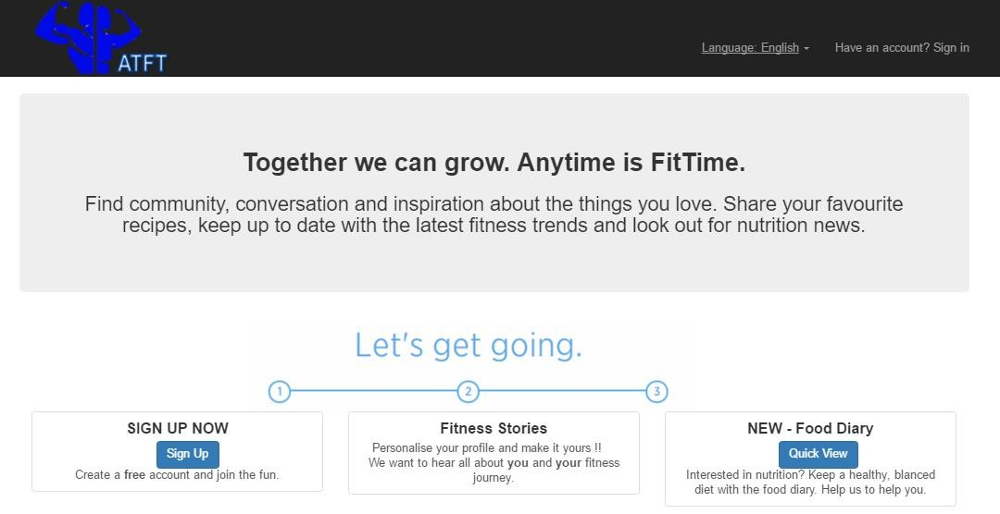 ATFT
Language: English
Have an account? Sign in
Together we can grow. Anytime is FitTime.
Find community, conversation and inspiration about the things you love. Share your favourite
recipes, keep up to date with the latest fitness trends and look out for nutrition news.
Let's get going.
1
2
3
SIGN UP NOW
Sign Up
Create a free account and join the fun.
Fitness Stories
Personalise your profile and make it yours !!
We want to hear all about you and your fitness
journey.
NEW - Food Diary
Quick View
Interested in nutrition? Keep a healthy, blanced
diet with the food diary. Help us to help you.